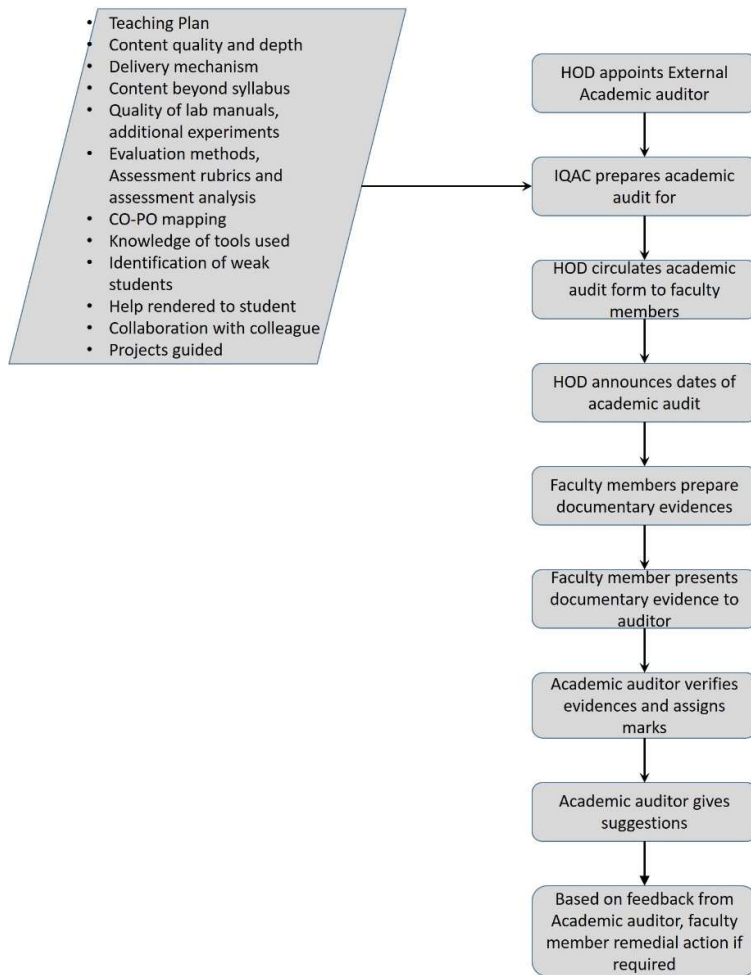 • Teaching Plan
• Content quality and depth
• Delivery mechanism
• Content beyond syllabus
• Quality of lab manuals,
additional experiments
• Evaluation methods,
Assessment rubrics and
assessment analysis
• CO-PO mapping
• Knowledge of tools used
• Identification of weak
students
• Help rendered to student
• Collaboration with colleague
• Projects guided
HOD appoints External
Academic auditor
IQAC prepares academic
audit for
HOD circulates academic
audit form to faculty
members
HOD announces dates of
academic audit
Faculty members prepare
documentary evidences
Faculty member presents
documentary evidence to
auditor
Academic auditor verifies
evidences and assigns
marks
Academic auditor gives
suggestions
Based on feedback from
Academic auditor, faculty
member remedial action if
required